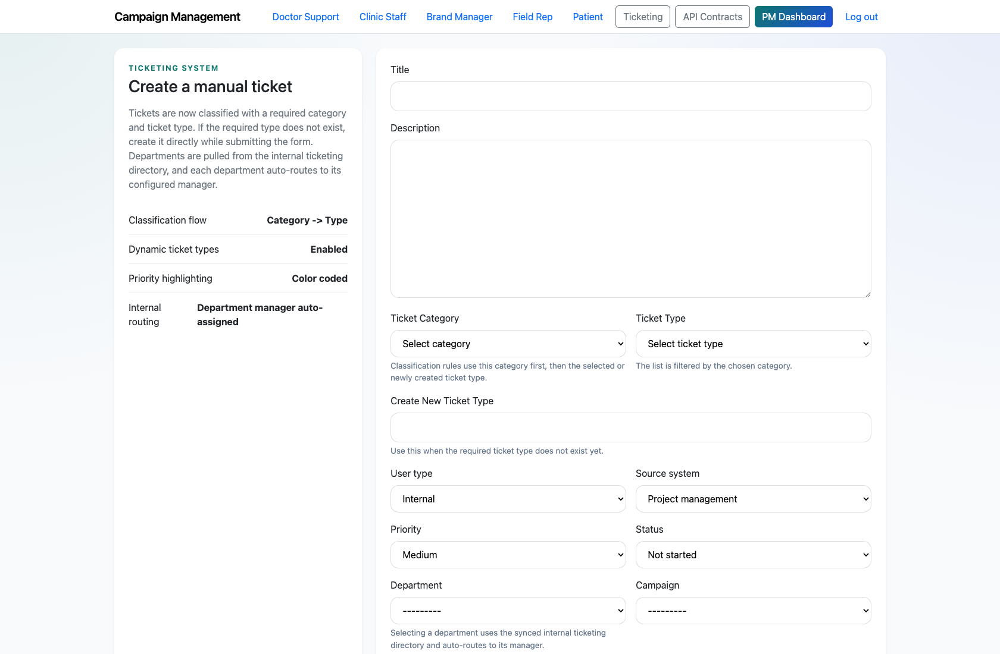 Campaign Management
Doctor Support
Clinic Staff
Brand Manager
Field Rep
Patient
Ticketing
API Contracts
PM Dashboard
Log out
TICKETING SYSTEM
Create a manual ticket
Tickets are now classified with a required category
and ticket type. If the required type does not exist,
create it directly while submitting the form.
Departments are pulled from the internal ticketing
directory, and each department auto-routes to its
configured manager.
Classification flow
Category -> Type
Dynamic ticket types
Enabled
Priority highlighting
Color coded
Internal
routing
Department manager auto-
assigned
Title
Description
Ticket Category
Select category
Classification rules use this category first, then the selected or
newly created ticket type.
Ticket Type
Select ticket type
The list is filtered by the chosen category.
Create New Ticket Type
Use this when the required ticket type does not exist yet.
User type
Internal
Source system
Project management
Priority
Medium
Status
Not started
Department
---------
Selecting a department uses the synced internal ticketing
directory and auto-routes to its manager.
Campaign
---------